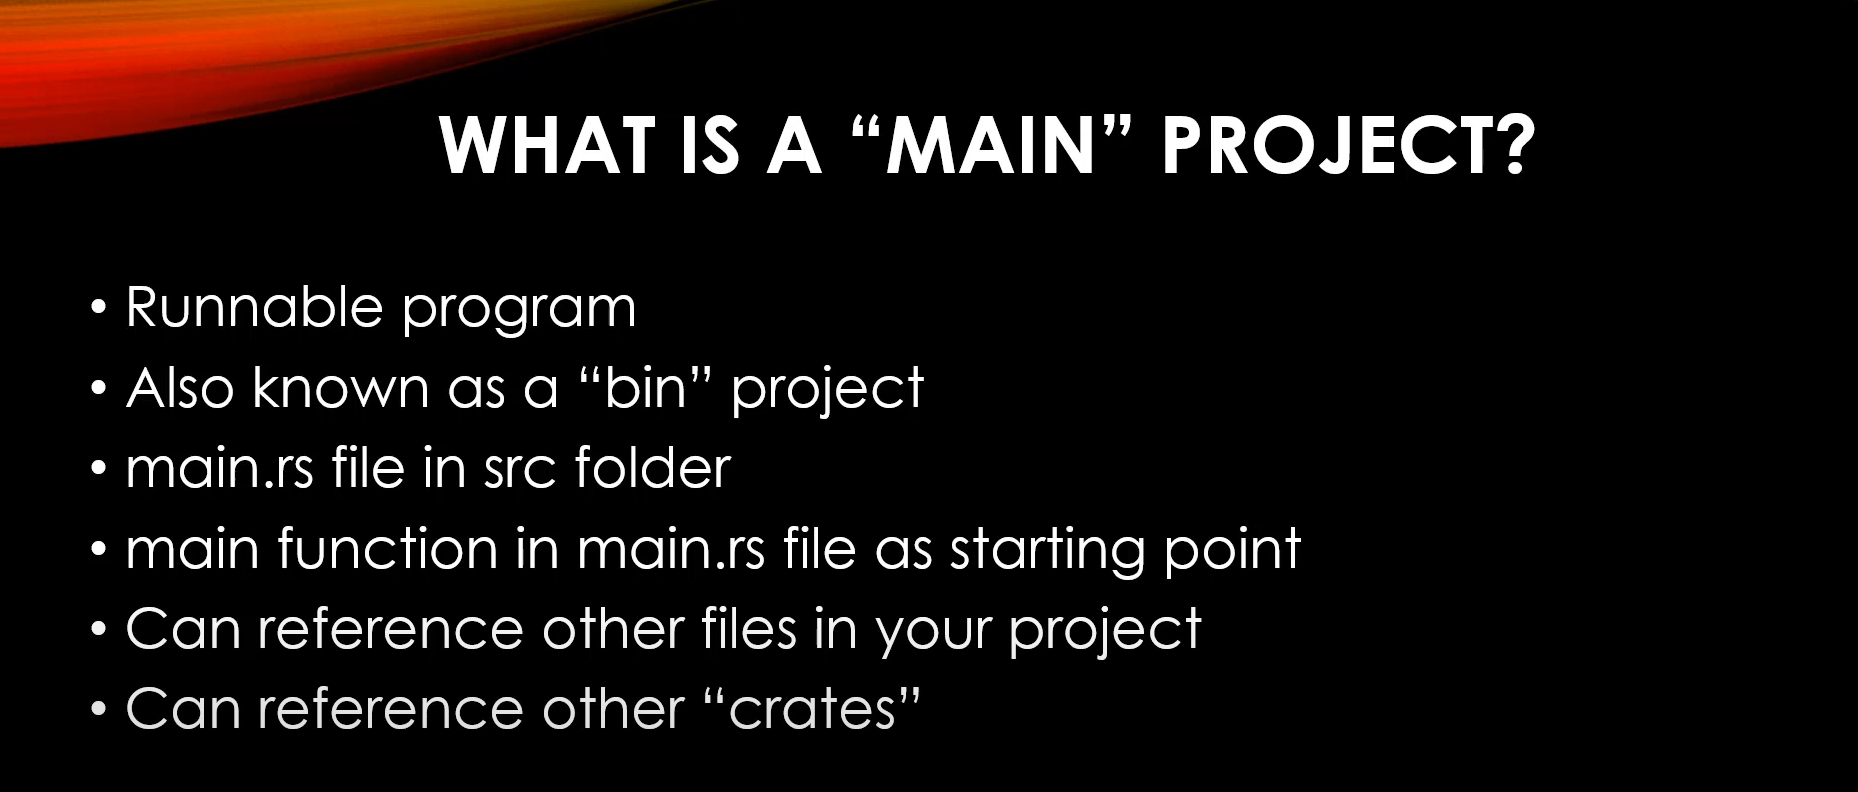 WHAT IS A “MAIN” PROJECT?
• Runnable program
• Also known as a “bin” project
• main.rs file in src folder
• main function in main.rs file as starting point
• Can reference other files in your project
• Can reference other “crates”